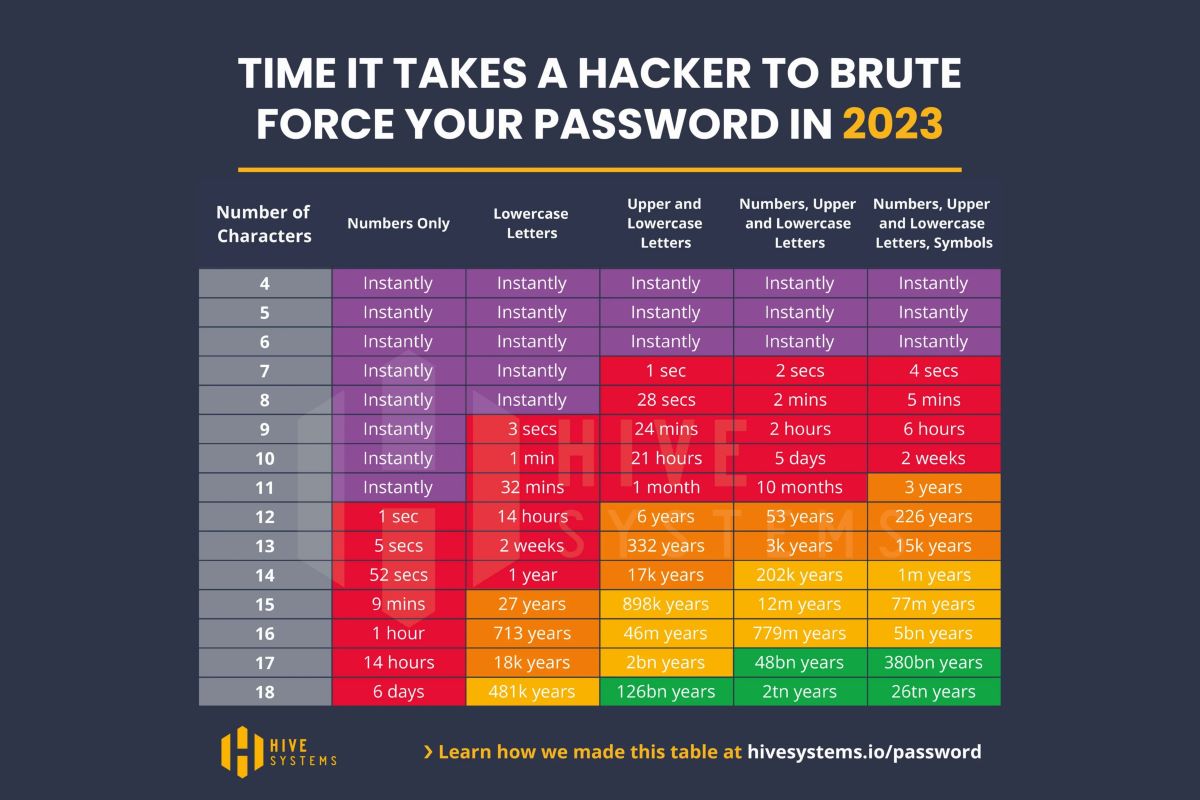 TIME IT TAKES A HACKER TO BRUTE
FORCE YOUR PASSWORD IN 2023
Number of Characters Numbers Only Lowercase Letters Upper and Lowercase Letters Numbers, Upper and Lowercase Letters Numbers, Upper and Lowercase Letters, Symbols
4 Instantly Instantly Instantly Instantly Instantly
5 Instantly Instantly Instantly Instantly Instantly
6 Instantly Instantly Instantly Instantly Instantly
7 Instantly Instantly 1 sec 2 secs 4 secs
8 Instantly Instantly 28 secs 2 mins 5 mins
9 Instantly 3 secs 24 mins 2 hours 6 hours
10 Instantly 1 min 21 hours 5 days 2 weeks
11 Instantly 32 mins 1 month 10 months 3 years
12 1 sec 14 hours 6 years 53 years 226 years
13 5 secs 2 weeks 332 years 3k years 15k years
14 52 secs 1 year 17k years 202k years 1m years
15 9 mins 27 years 898k years 12m years 77m years
16 1 hour 713 years 46m years 779m years 5bn years
17 14 hours 18k years 2bn years 48bn years 380bn years
18 6 days 481k years 126bn years 2tn years 26tn years
HIVE
SYSTEMS
HIVE
SYSTEMS
› Learn how we made this table at hivesystems.io/password